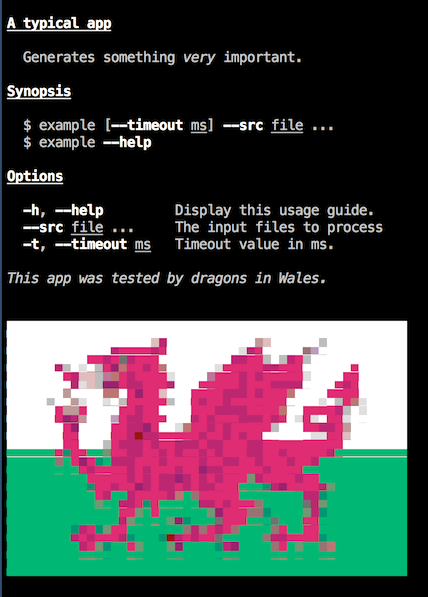 A typical app
Generates something very important.
Synopsis
$ example [--timeout ms] --src file ...
$ example --help
Options
-h, --help Display this usage guide.
--src file ... The input files to process
-t, --timeout ms Timeout value in ms.
This app was tested by dragons in Wales.